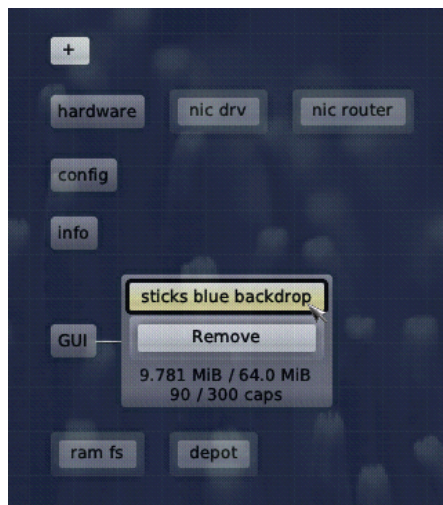 +
hardware
nic drv
nic router
config
info
sticks blue backdrop
GUI
Remove
9.781 MiB / 64.0 MiB
90 / 300 caps
ram fs
depot